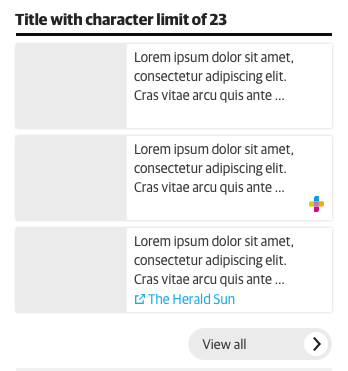 Title with character limit of 23
Lorem ipsum dolor sit amet,
consectetur adipiscing elit.
Cras vitae arcu quis ante ...
Lorem ipsum dolor sit amet,
consectetur adipiscing elit.
Cras vitae arcu quis ante ...
Lorem ipsum dolor sit amet,
consectetur adipiscing elit.
Cras vitae arcu quis ante ...
The Herald Sun
View all